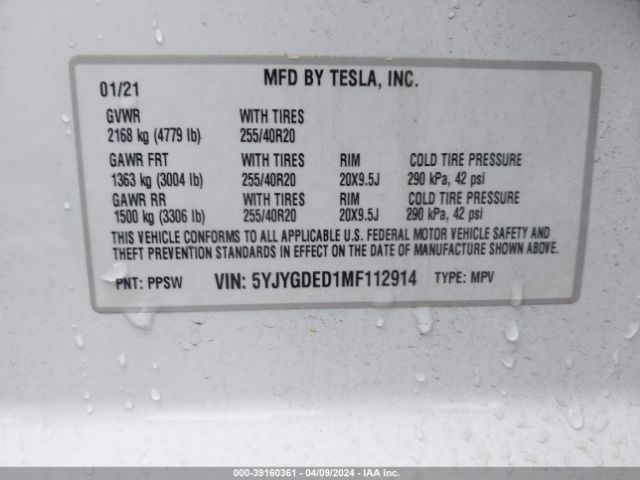 01/21 MFD BY TESLA, INC.
GVWR WITH TIRES
2168 kg (4779 lb) 255/40R20
GAWR FRT WITH TIRES RIM COLD TIRE PRESSURE
1363 kg (3004 lb) 255/40R20 20X9.5J 290 kPa, 42 psi
GAWR RR WITH TIRES RIM COLD TIRE PRESSURE
1500 kg (3306 lb) 255/40R20 20X9.5J 290 kPa, 42 psi
THIS VEHICLE CONFORMS TO ALL APPLICABLE U.S. FEDERAL MOTOR VEHICLE SAFETY AND
THEFT PREVENTION STANDARDS IN EFFECT ON THE DATE OF MANUFACTURE SHOWN ABOVE.
PNT: PPSW VIN: 5YJYGDED1MF112914 TYPE: MPV
000-39160361 - 04/09/2024 - IAA Inc.